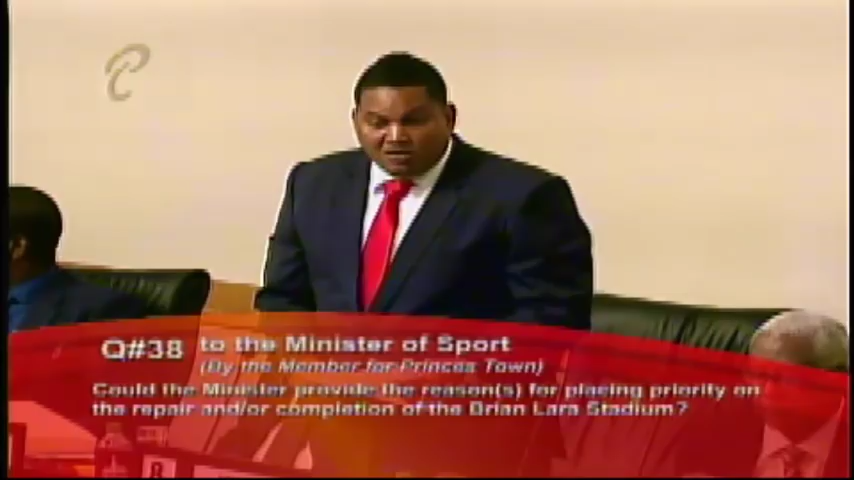 Q#38 to the Minister of Sport
(By the Member for Princes Town)
Could the Minister provide the reason(s) for placing priority on
the repair and/or completion of the Brian Lara Stadium?